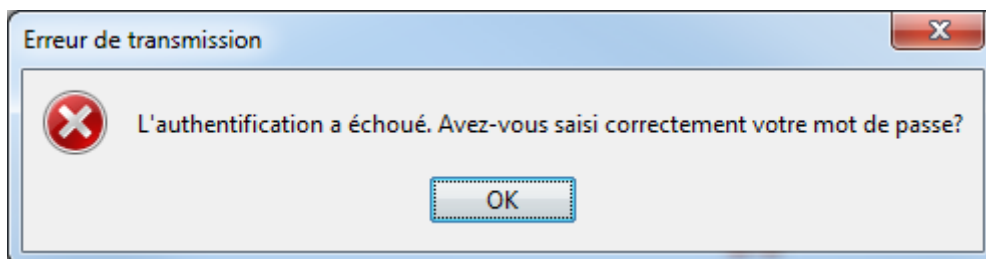 Erreur de transmission
L'authentification a échoué. Avez-vous saisi correctement votre mot de passe?
OK